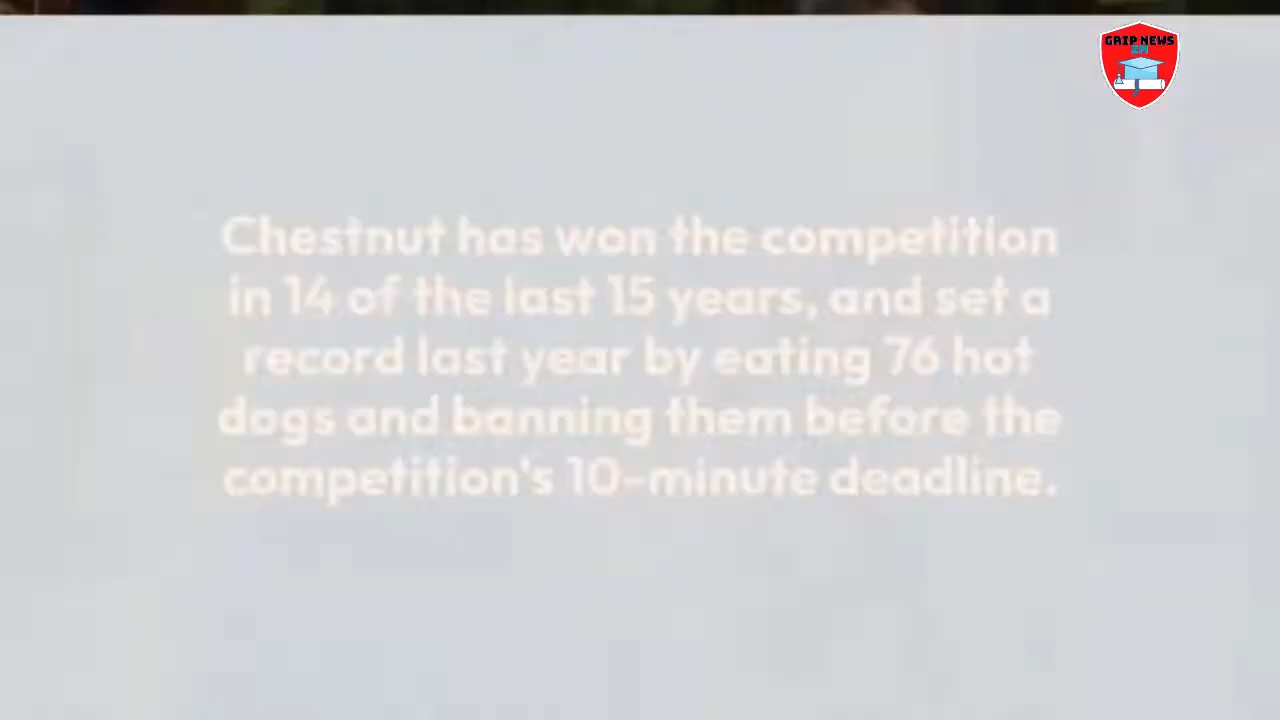 GRIP NEWS
ZM
Chestnut has won the competition
in 14 of the last 15 years, and set a
record last year by eating 76 hot
dogs and banning them before the
competition's 10-minute deadline.